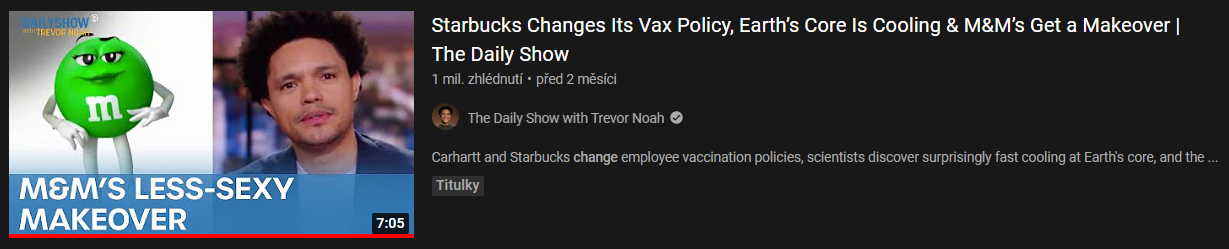 THE DAILYSHOW
WITH TREVOR NOAH
m
M&M'S LESS-SEXY
MAKEOVER
7:05
Starbucks Changes Its Vax Policy, Earth's Core Is Cooling & M&M's Get a Makeover |
The Daily Show
1 mil. zhlédnutí • před 2 měsíci
The Daily Show with Trevor Noah
Carhartt and Starbucks change employee vaccination policies, scientists discover surprisingly fast cooling at Earth's core, and the ...
Titulky